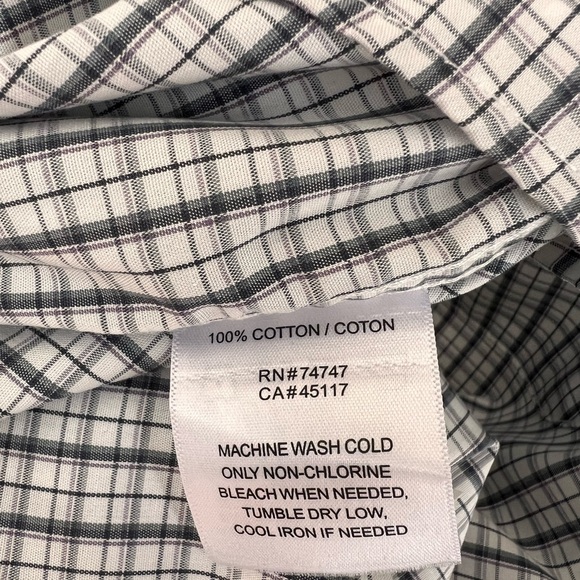 100% COTTON / COTON
RN#74747
CA#45117
MACHINE WASH COLD
ONLY NON-CHLORINE
BLEACH WHEN NEEDED,
TUMBLE DRY LOW,
COOL IRON IF NEEDED